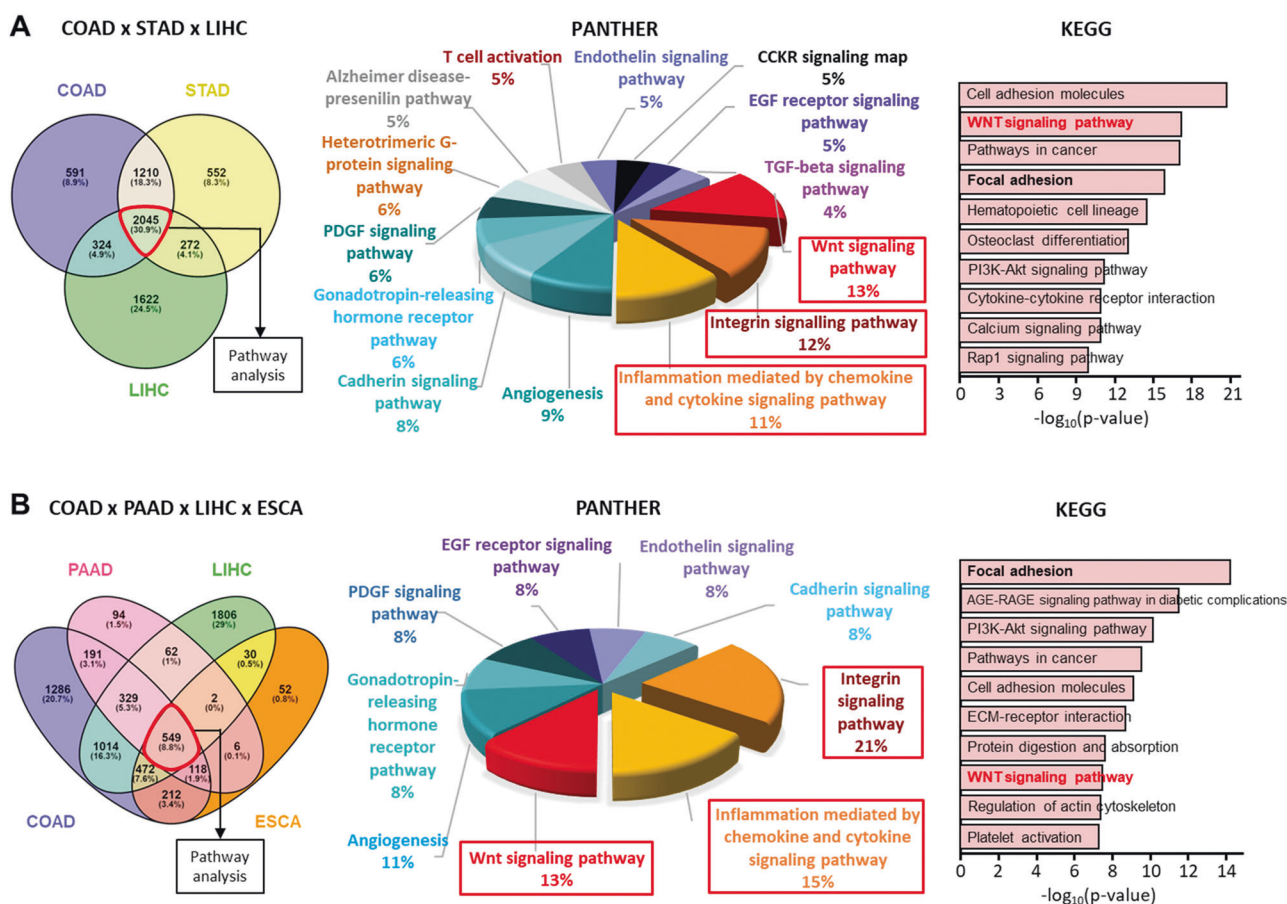 A
COAD x STAD x LIHC
COAD
STAD
591
(8.9%)
1210
(18.3%)
552
(8.3%)
2045
(30.9%)
324
(4.9%)
272
(4.1%)
1622
(24.5%)
LIHC
Pathway
analysis
PANTHER
T cell activation
5%
Endothelin signaling
pathway
5%
CCKR signaling map
5%
Alzheimer disease-
presenilin pathway
5%
EGF receptor signaling
pathway
5%
Heterotrimeric G-
protein signaling
pathway
6%
TGF-beta signaling
pathway
4%
PDGF signaling
pathway
6%
Wnt signaling
pathway
13%
Gonadotropin-releasing
hormone receptor
pathway
6%
Integrin signalling pathway
12%
Cadherin signaling
pathway
8%
Angiogenesis
9%
Inflammation mediated by chemokine
and cytokine signaling pathway
11%
KEGG
Cell adhesion molecules
WNT signaling pathway
Pathways in cancer
Focal adhesion
Hematopoietic cell lineage
Osteoclast differentiation
PI3K-Akt signaling pathway
Cytokine-cytokine receptor interaction
Calcium signaling pathway
Rap1 signaling pathway
0 3 6 9 12 15 18 21
-log10(p-value)
B
COAD x PAAD x LIHC x ESCA
PAAD
LIHC
94
(1.5%)
1806
(29%)
191
(3.1%)
62
(1%)
30
(0.5%)
1286
(20.7%)
52
(0.8%)
329
(5.3%)
2
(0%)
549
(8.8%)
1014
(16.3%)
6
(0.1%)
472
(7.6%)
118
(1.9%)
212
(3.4%)
COAD
ESCA
Pathway
analysis
PANTHER
EGF receptor signaling
pathway
8%
Endothelin signaling
pathway
8%
PDGF signaling
pathway
8%
Cadherin signaling
pathway
8%
Gonadotropin-
releasing
hormone receptor
pathway
8%
Integrin
signaling
pathway
21%
Angiogenesis
11%
Wnt signaling pathway
13%
Inflammation mediated by
chemokine and cytokine
signaling pathway
15%
KEGG
Focal adhesion
AGE-RAGE signaling pathway in diabetic complications
PI3K-Akt signaling pathway
Pathways in cancer
Cell adhesion molecules
ECM-receptor interaction
Protein digestion and absorption
WNT signaling pathway
Regulation of actin cytoskeleton
Platelet activation
0 2 4 6 8 10 12 14
-log10(p-value)